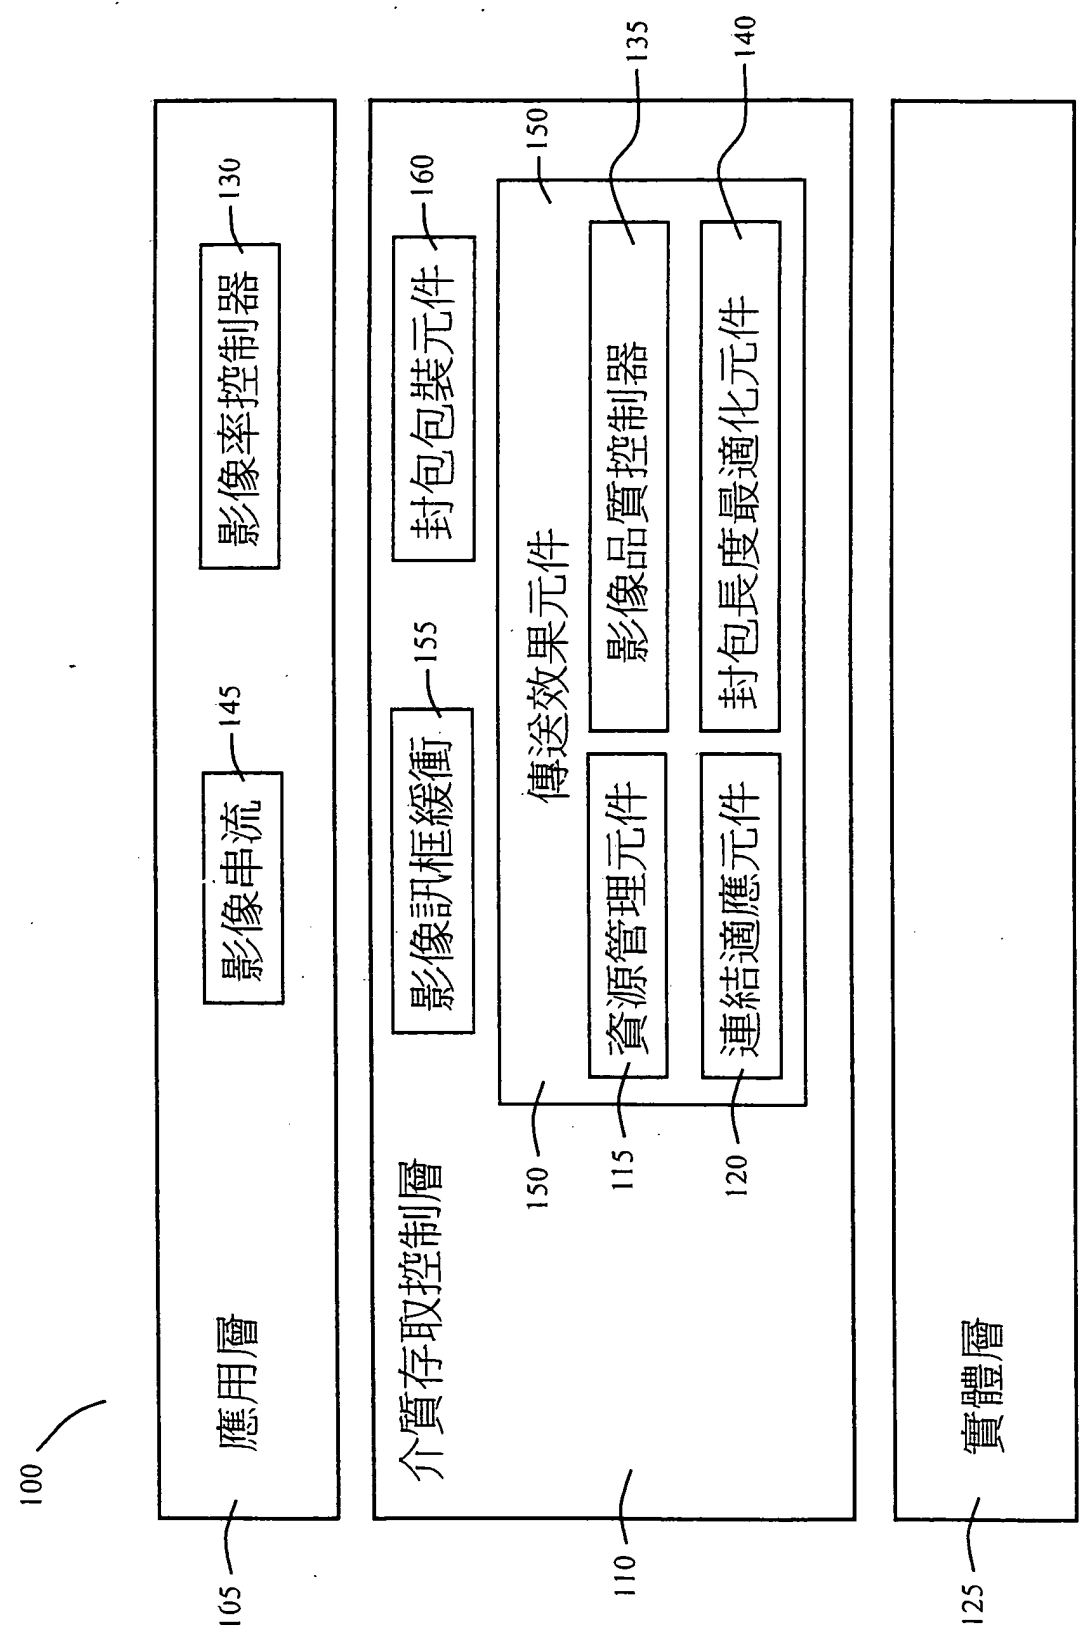 100
105
應用層
影像串流
145
影像率控制器
130
110
介質存取控制層
影像訊框緩衝
155
封包包裝元件
160
150
傳送效果元件
150
115
資源管理元件
影像品質控制器
135
120
連結適應元件
封包長度最適化元件
140
125
實體層